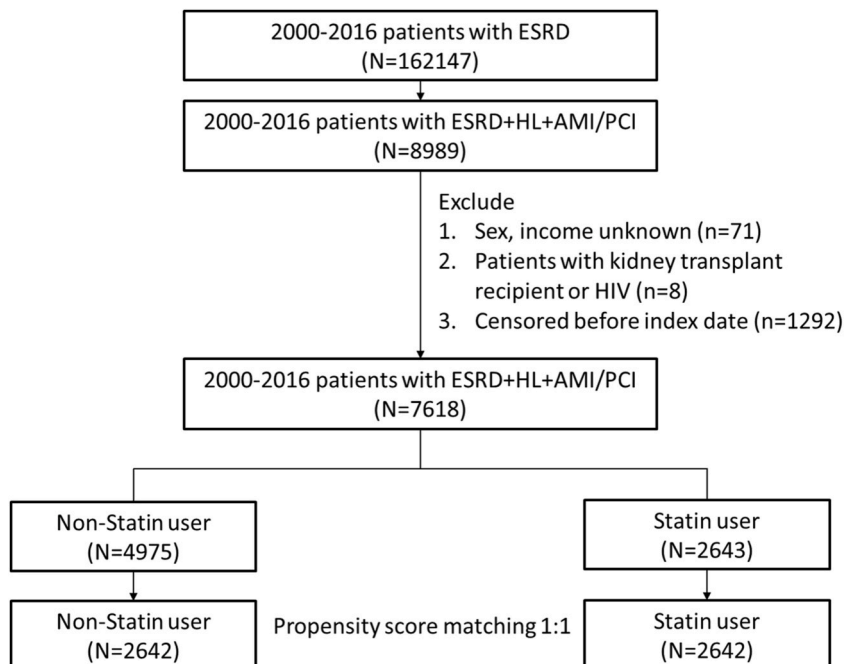 2000-2016 patients with ESRD
(N=162147)
2000-2016 patients with ESRD+HL+AMI/PCI
(N=8989)
Exclude
1. Sex, income unknown (n=71)
2. Patients with kidney transplant
recipient or HIV (n=8)
3. Censored before index date (n=1292)
2000-2016 patients with ESRD+HL+AMI/PCI
(N=7618)
Non-Statin user
(N=4975)
Statin user
(N=2643)
Non-Statin user
(N=2642)
Propensity score matching 1:1
Statin user
(N=2642)